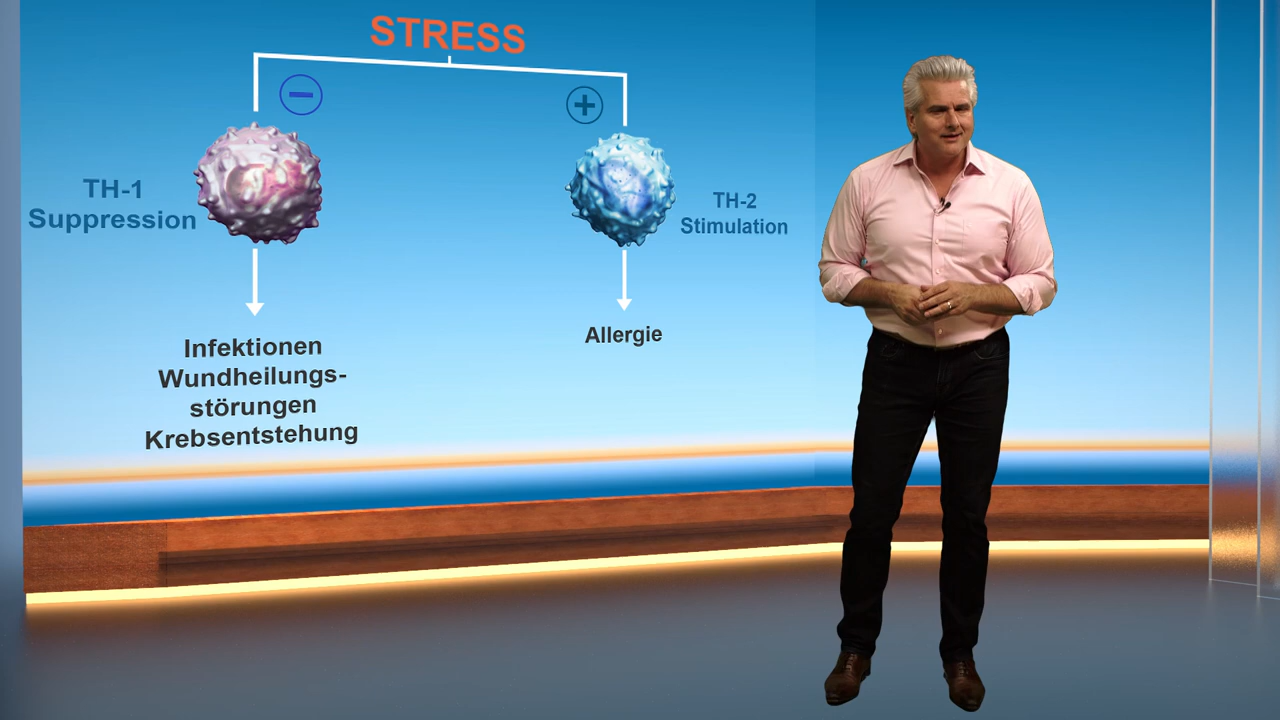 STRESS
−
+
TH-1
Suppression
TH-2
Stimulation
Infektionen
Wundheilungs-
störungen
Krebsentstehung
Allergie